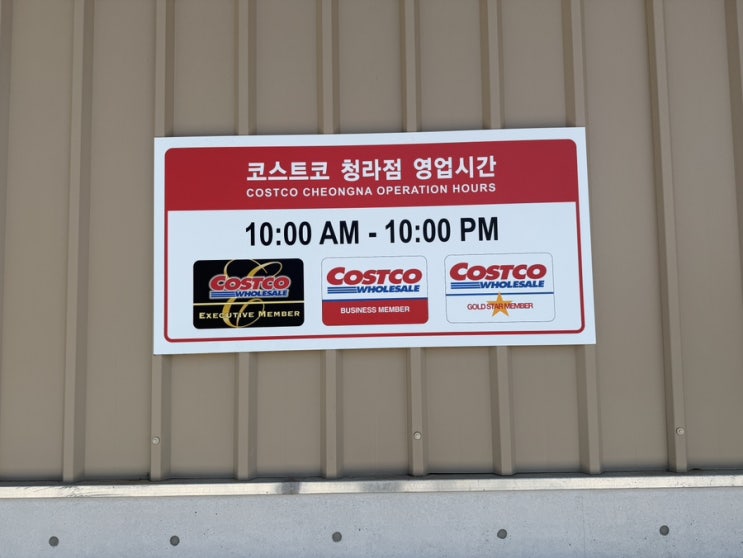 코스트코 청라점 영업시간
COSTCO CHEONGNA OPERATION HOURS
10:00 AM - 10:00 PM
COSTCO
WHOLESALE
EXECUTIVE MEMBER
COSTCO
WHOLESALE
BUSINESS MEMBER
COSTCO
WHOLESALE
GOLD STAR MEMBER